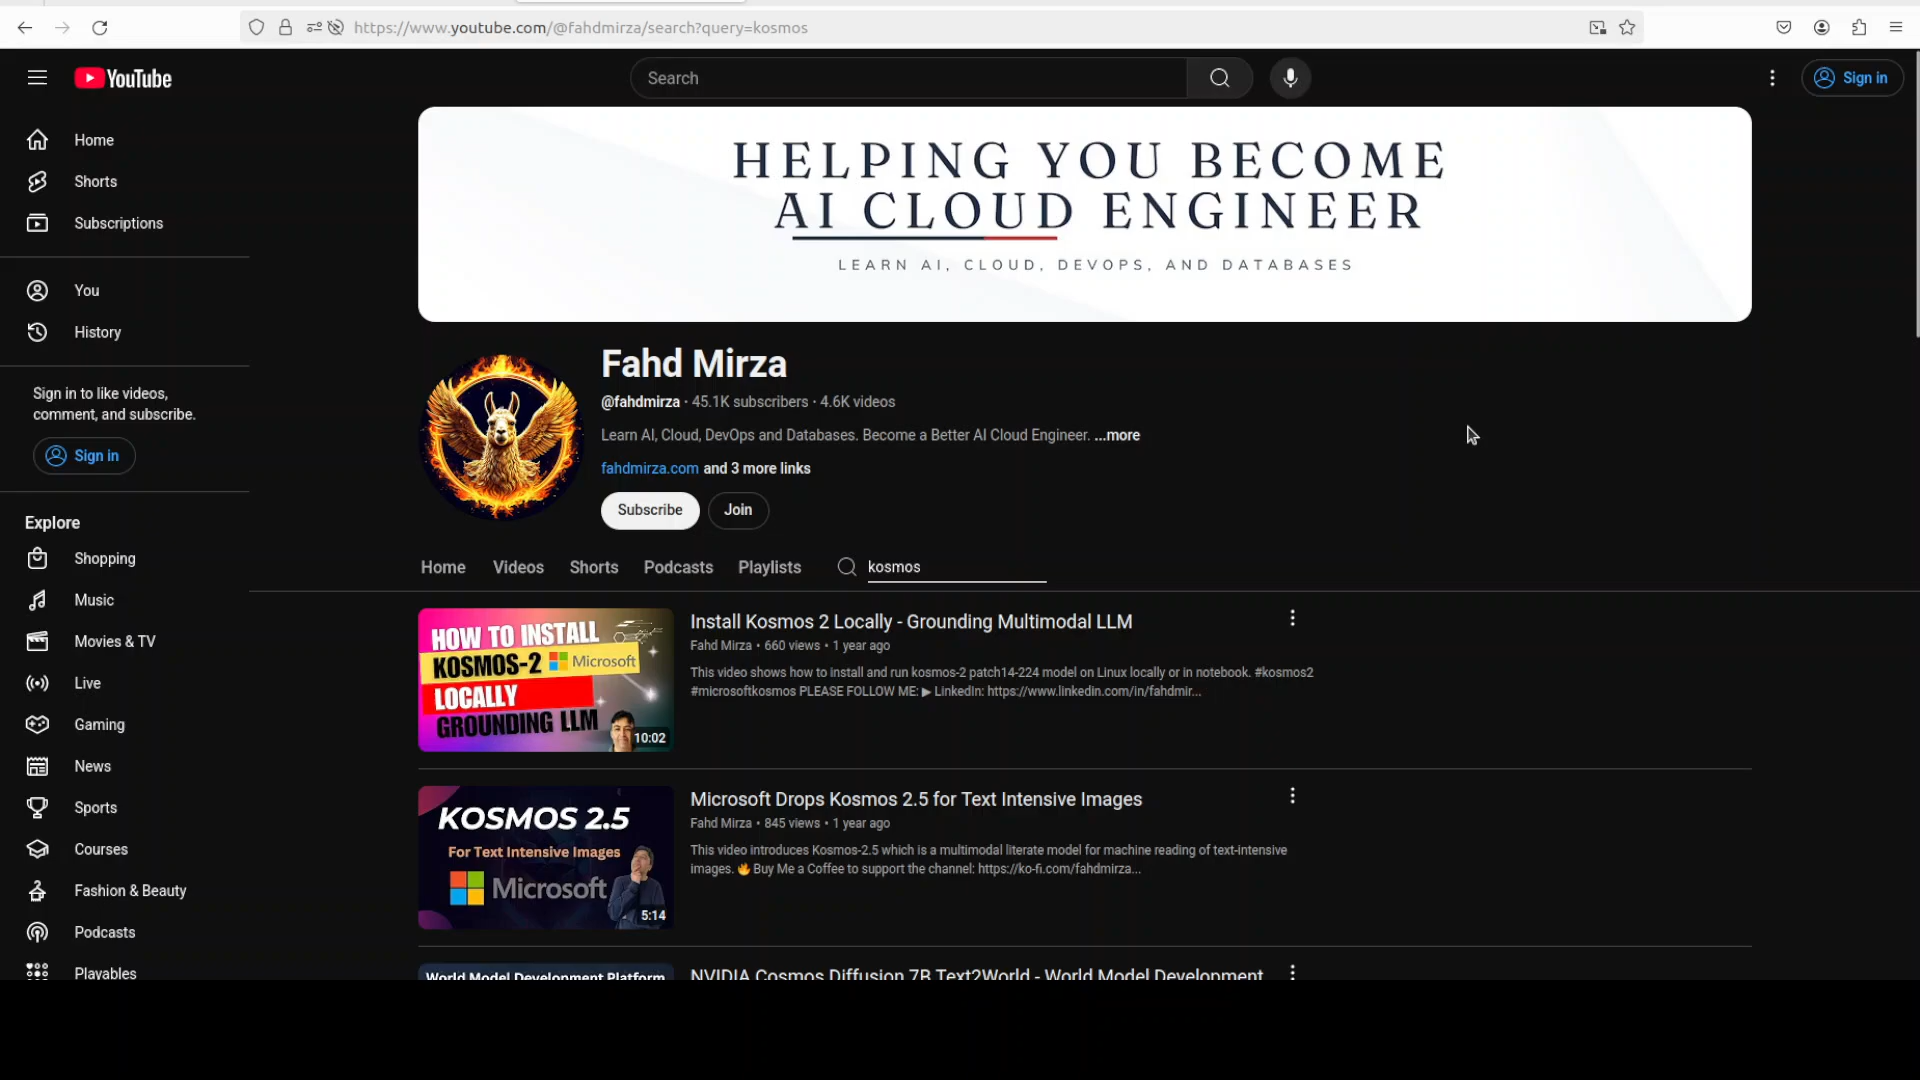 https://www.youtube.com/@fahdmirza/search?query=kosmos
YouTube
Search
Sign in
Home
Shorts
Subscriptions
You
History
Sign in to like videos,
comment, and subscribe.
Sign in
Explore
Shopping
Music
Movies & TV
Live
Gaming
News
Sports
Courses
Fashion & Beauty
Podcasts
Playables
HELPING YOU BECOME
AI CLOUD ENGINEER
LEARN AI, CLOUD, DEVOPS, AND DATABASES
Fahd Mirza
@fahdmirza · 45.1K subscribers · 4.6K videos
Learn AI, Cloud, DevOps and Databases. Become a Better AI Cloud Engineer. ...more
fahdmirza.com and 3 more links
Subscribe Join
Home Videos Shorts Podcasts Playlists kosmos
HOW TO INSTALL
KOSMOS-2 Microsoft
LOCALLY
GROUNDING LLM
10:02
Install Kosmos 2 Locally - Grounding Multimodal LLM
Fahd Mirza • 660 views • 1 year ago
This video shows how to install and run kosmos-2 patch14-224 model on Linux locally or in notebook. #kosmos2
#microsoftkosmos PLEASE FOLLOW ME: ▶ LinkedIn: https://www.linkedin.com/in/fahdmir...
KOSMOS 2.5
For Text Intensive Images
Microsoft
5:14
Microsoft Drops Kosmos 2.5 for Text Intensive Images
Fahd Mirza • 845 views • 1 year ago
This video introduces Kosmos-2.5 which is a multimodal literate model for machine reading of text-intensive
images. 🔥 Buy Me a Coffee to support the channel: https://ko-fi.com/fahdmirza...
World Model Development Platform
NVIDIA Cosmos Diffusion 7B Text2World - World Model Development